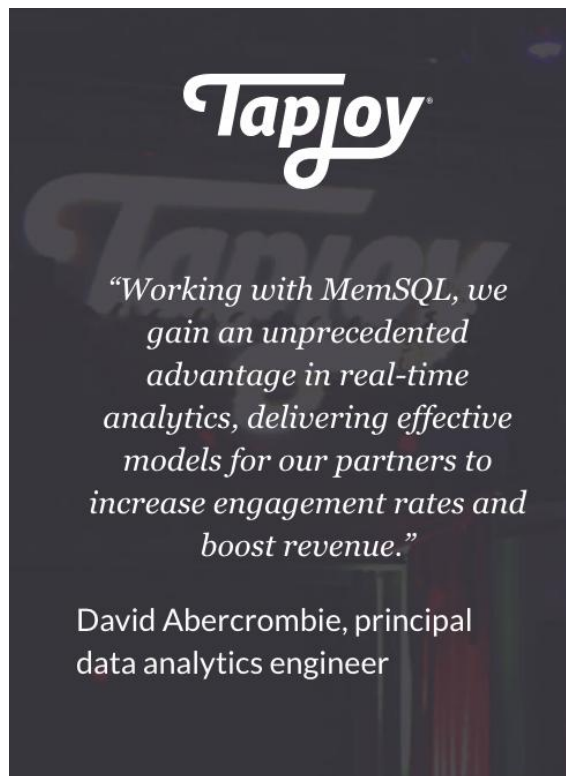 Tapjoy®
“Working with MemSQL, we
gain an unprecedented
advantage in real-time
analytics, delivering effective
models for our partners to
increase engagement rates and
boost revenue.”
David Abercrombie, principal
data analytics engineer